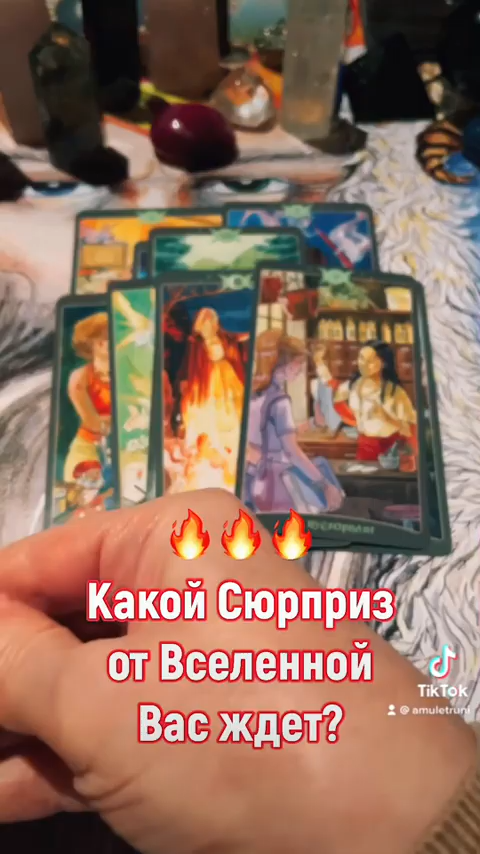 Какой Сюрприз
от Вселенной
Вас ждет?
TikTok
@amuletruni